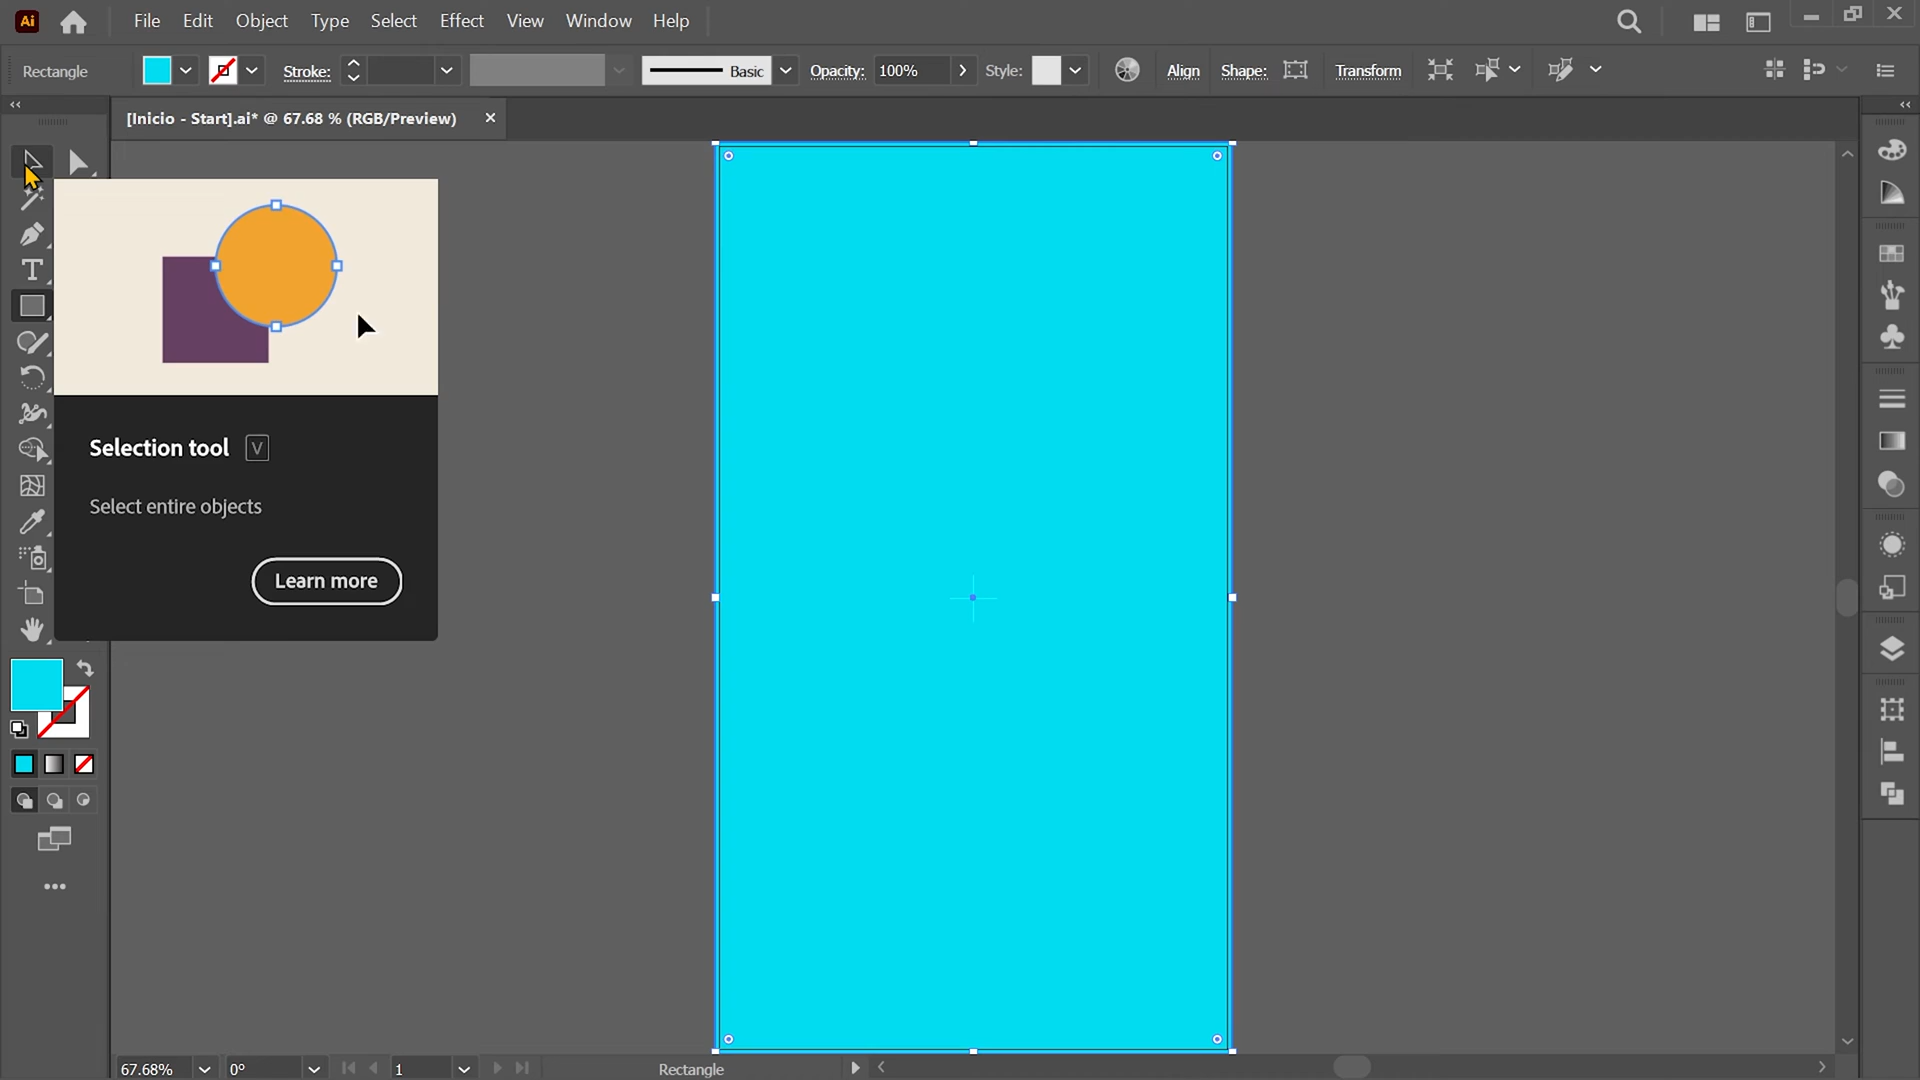 Ai File Edit Object Type Select Effect View Window Help
Rectangle Stroke: Basic Opacity: 100% Style: Align Shape: Transform
[Inicio - Start].ai* @ 67.68 % (RGB/Preview)
Selection tool V
Select entire objects
Learn more
67.68% 0° 1 Rectangle